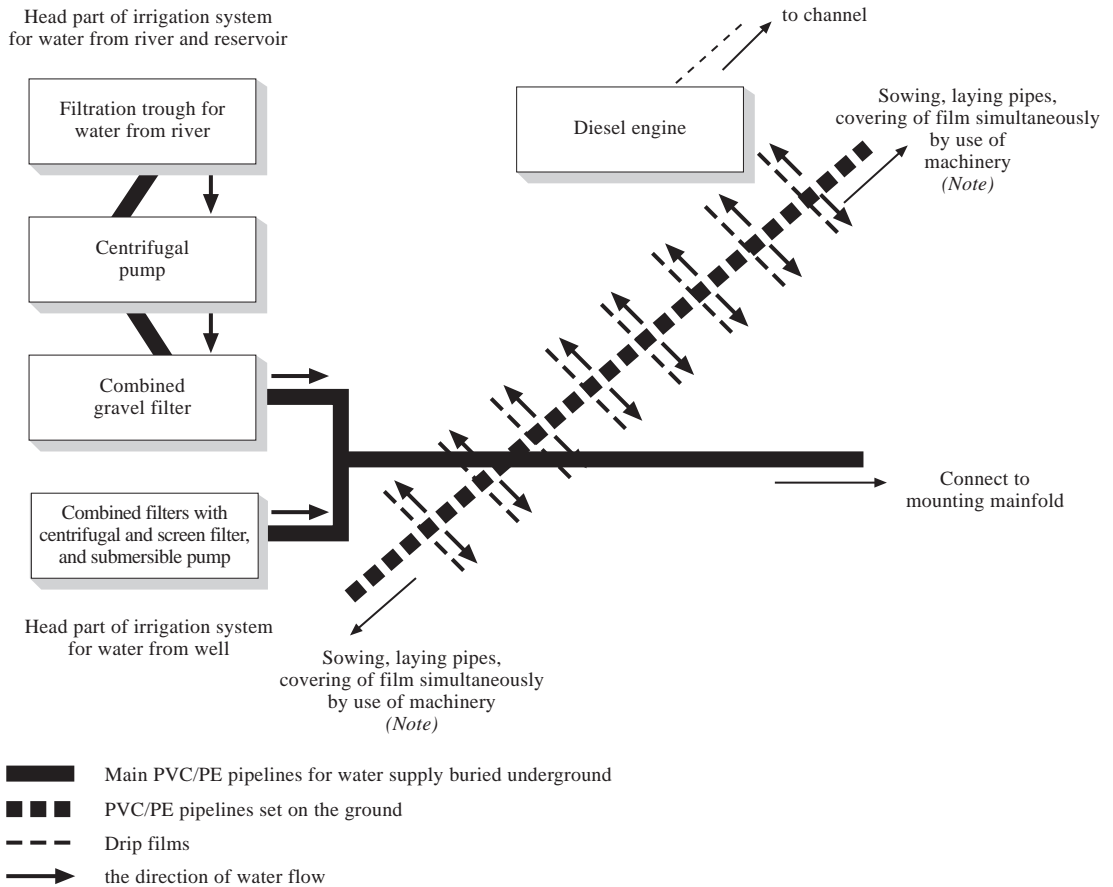 Head part of irrigation system
for water from river and reservoir
to channel
Filtration trough for
water from river
Diesel engine
Sowing, laying pipes,
covering of film simultaneously
by use of
machinery
(Note)
Centrifugal
pump
Combined
gravel filter
Connect to
mounting mainfold
Combined filters with
centrifugal and screen filter,
and submersible pump
Head part of irrigation system
for water from well
Sowing, laying pipes,
covering of film simultaneously
by use of machinery
(Note)
Main PVC/PE pipelines for water supply buried underground
PVC/PE pipelines set on the ground
Drip films
the direction of water flow